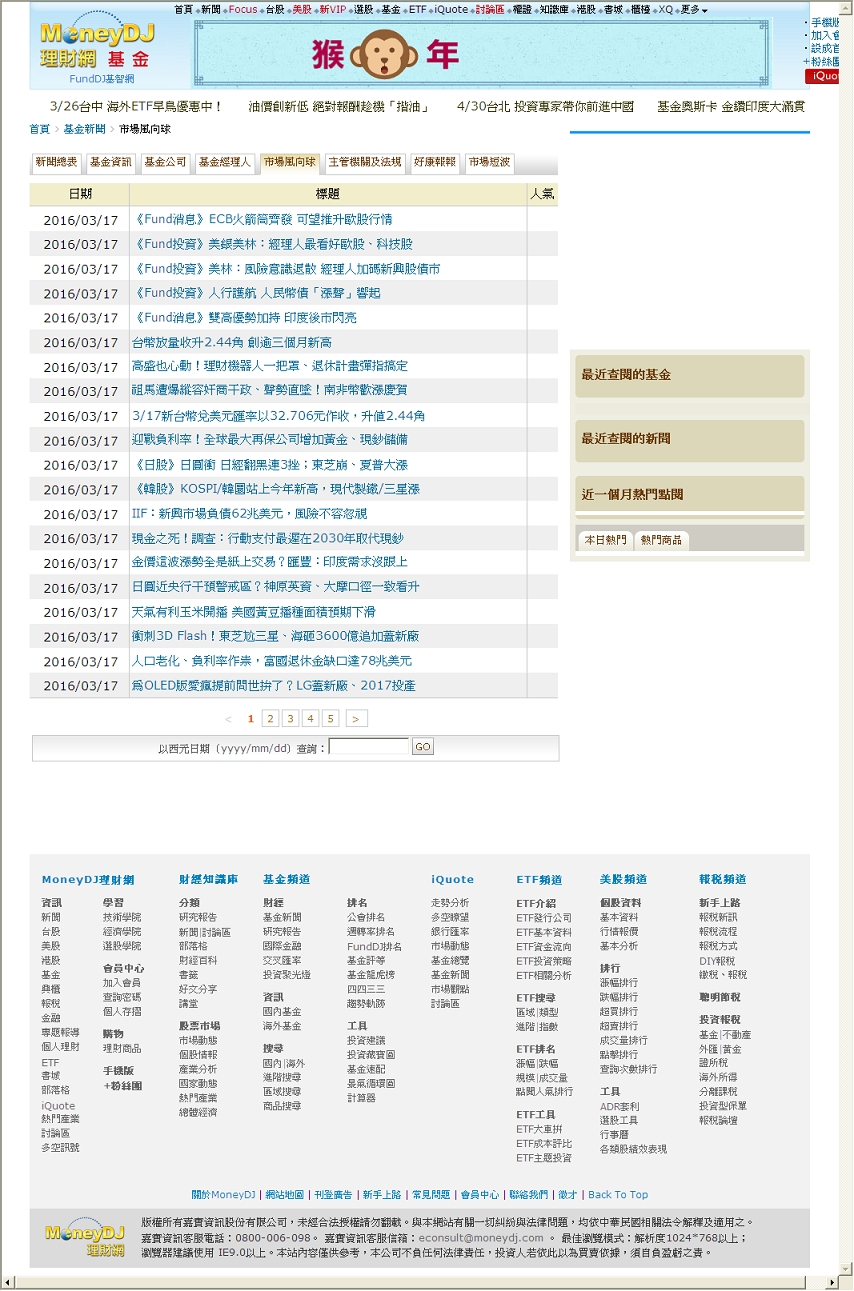 首頁 新聞 Focus 台股 美股 新VIP 選股 基金 ETF iQuote 討論區 權證 知識庫 港股 書城 櫃檯 XQ 更多
MoneyDJ
理財網 基金
FundDJ基智網
猴 年
加入會
設成首
+粉絲團
iQuo
3/26台中 海外ETF早鳥優惠中！ 油價創新低 絕對報酬趁機「揩油」 4/30台北 投資專家帶你前進中國 基金奧斯卡 金鑽印度大滿貫
首頁 > 基金新聞 > 市場風向球
新聞總表 基金資訊 基金公司 基金經理人 市場風向球 主管機關及法規 好康報報 市場短波
日期 標題 人氣
2016/03/17 《Fund消息》ECB火箭筒齊發 可望推升歐股行情
2016/03/17 《Fund投資》美銀美林：經理人最看好歐股、科技股
2016/03/17 《Fund投資》美林：風險意識退散 經理人加碼新興股債市
2016/03/17 《Fund投資》人行護航 人民幣債「漲聲」響起
2016/03/17 《Fund消息》雙高優勢加持 印度後市閃亮
2016/03/17 台幣放量收升2.44角 創逾三個月新高
2016/03/17 高盛也心動！理財機器人一把罩、退休計畫彈指搞定
2016/03/17 祖馬遭爆縱容奸商干政、聲勢直墜！南非幣歡漲慶賀
2016/03/17 3/17新台幣兌美元匯率以32.706元作收，升值2.44角
2016/03/17 迎戰負利率！全球最大再保公司增加黃金、現鈔儲備
2016/03/17 《日股》日圓衝 日經翻黑連3挫；東芝崩、夏普大漲
2016/03/17 《韓股》KOSPI/韓圜站上今年新高，現代製鐵/三星漲
2016/03/17 IIF：新興市場負債62兆美元，風險不容忽視
2016/03/17 現金之死！調查：行動支付最遲在2030年取代現鈔
2016/03/17 金價這波漲勢全是紙上交易？匯豐：印度需求沒跟上
2016/03/17 日圓近央行干預警戒區？神原英資、大摩口徑一致看升
2016/03/17 天氣有利玉米開播 美國黃豆播種面積預期下滑
2016/03/17 衝刺3D Flash！東芝尬三星、海砸3600億追加蓋新廠
2016/03/17 人口老化、負利率作祟，富國退休金缺口達78兆美元
2016/03/17 為OLED版愛瘋提前問世拚了？LG蓋新廠、2017投產
< 1 2 3 4 5 >
以西元日期（yyyy/mm/dd）查詢： GO
最近查閱的基金
最近查閱的新聞
近一個月熱門點閱
本日熱門 熱門商品
MoneyDJ理財網
資訊
新聞
台股
美股
港股
基金
典櫃
報稅
金融
專題報導
個人理財
ETF
書城
部落格
iQuote
熱門產業
討論區
多空訊號
學習
技術學院
經濟學院
選股學院
會員中心
加入會員
查詢密碼
個人存摺
購物
理財商品
手機版
+粉絲團
財經知識庫
分類
研究報告
新聞|討論區
部落格
財經百科
書籤
好文分享
講堂
股票市場
市場動態
個股情報
產業分析
國家動態
熱門產業
總體經濟
基金頻道
財經
基金新聞
研究報告
國際金融
交叉匯率
投資聚光燈
資訊
國內基金
海外基金
搜尋
國內|海外
進階搜尋
區域搜尋
商品搜尋
排名
公會排名
週轉率排名
FundDJ排名
基金評等
基金龍虎榜
四四三三
趨勢軌跡
工具
投資建議
投資藏寶圖
基金速配
景氣循環圖
計算器
iQuote
走勢分析
多空瞭望
銀行匯率
市場動態
基金總覽
基金新聞
市場觀點
討論區
ETF頻道
ETF介紹
ETF發行公司
ETF基本資料
ETF資金流向
ETF投資策略
ETF相關分析
ETF搜尋
區域|類型
進階|指數
ETF排名
漲幅|跌幅
規模|成交量
點閱人氣排行
ETF工具
ETF大車拼
ETF成本評比
ETF主題投資
美股頻道
個股資料
基本資料
行情報價
基本分析
排行
漲幅排行
跌幅排行
超買排行
超賣排行
成交量排行
點擊排行
查詢次數排行
工具
ADR套利
選股工具
行事曆
各類股績效表現
報稅頻道
新手上路
報稅新訊
報稅流程
報稅方式
DIY報稅
繳稅、報稅
聰明節稅
投資報稅
基金|不動產
外匯|黃金
證所稅
海外所得
分離課稅
投資型保單
報稅論壇
關於MoneyDJ | 網站地圖 | 刊登廣告 | 新手上路 | 常見問題 | 會員中心 | 聯絡我們 | 徵才 | Back To Top
MoneyDJ
理財網
版權所有嘉實資訊股份有限公司，未經合法授權請勿翻載。與本網站有關一切糾紛與法律問題，均依中華民國相關法令解釋及適用之。
嘉實資訊客服電話：0800-006-098。 嘉實資訊客服信箱：econsult@moneydj.com 。 最佳瀏覽模式：解析度1024*768以上；
瀏覽器建議使用 IE9.0以上。本站內容僅供參考，本公司不負任何法律責任，投資人若依此以為買賣依據，須自負盈虧之責。